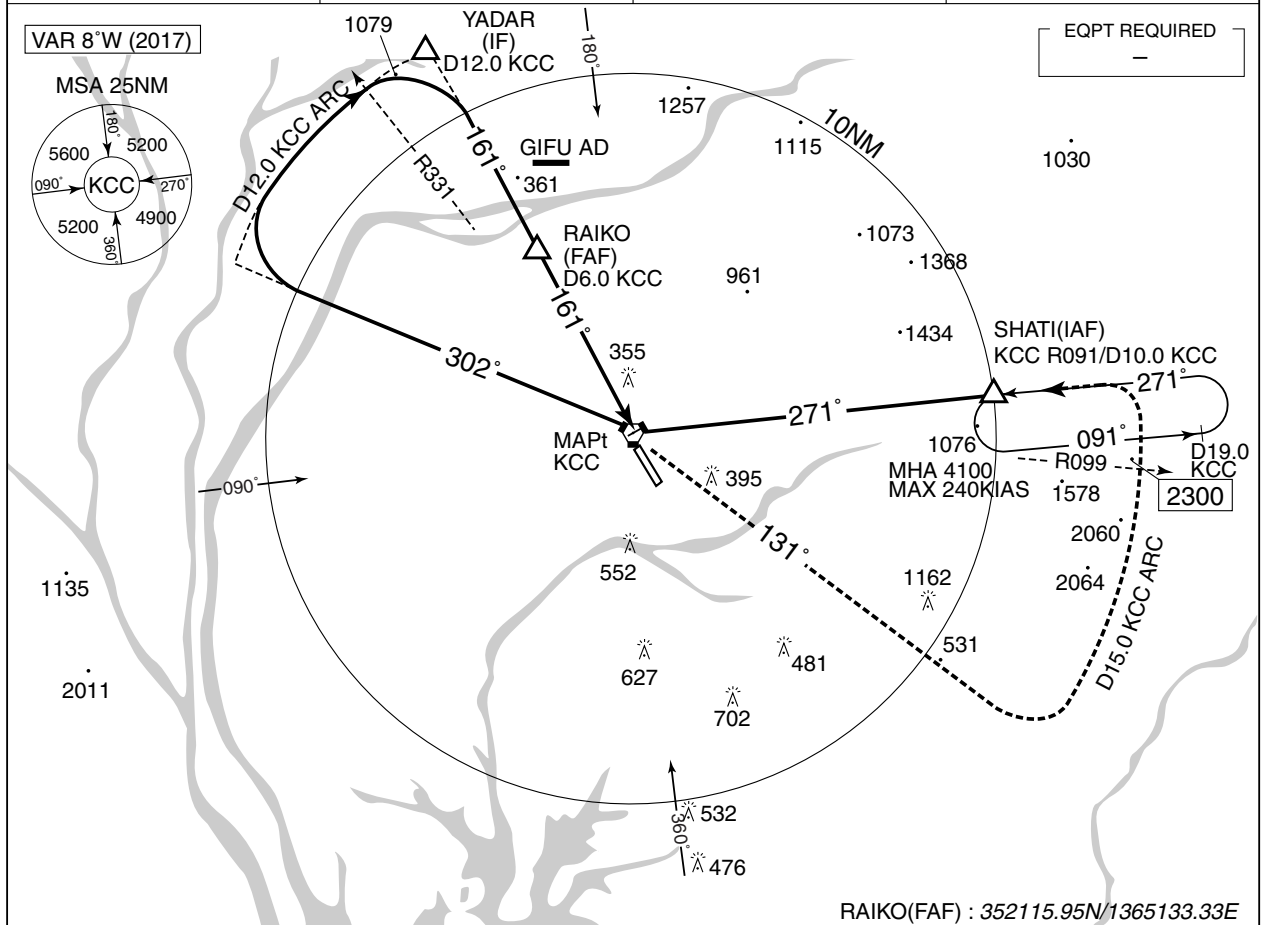 VAR 8°W (2017)
MSA 25NM
180°
5600
5200
090°
KCC
270°
5200
4900
360°
1079
YADAR
(IF)
D12.0 KCC
180°
EQPT REQUIRED
–
D12.0 KCC ARC
R331
161°
GIFU AD
361
1257
1115
10NM
1030
RAIKO
(FAF)
D6.0 KCC
161°
961
1073
1368
1434
355
302°
SHATI(IAF)
KCC R091/D10.0 KCC
271°
271°
MAPt
KCC
1076
091°
D19.0
KCC
MHA 4100
MAX 240KIAS
R099
1578
2300
395
090°
131°
2060
552
1135
1162
2064
D15.0 KCC ARC
531
627
481
2011
702
532
360°
476
RAIKO(FAF) : 352115.95N/1365133.33E